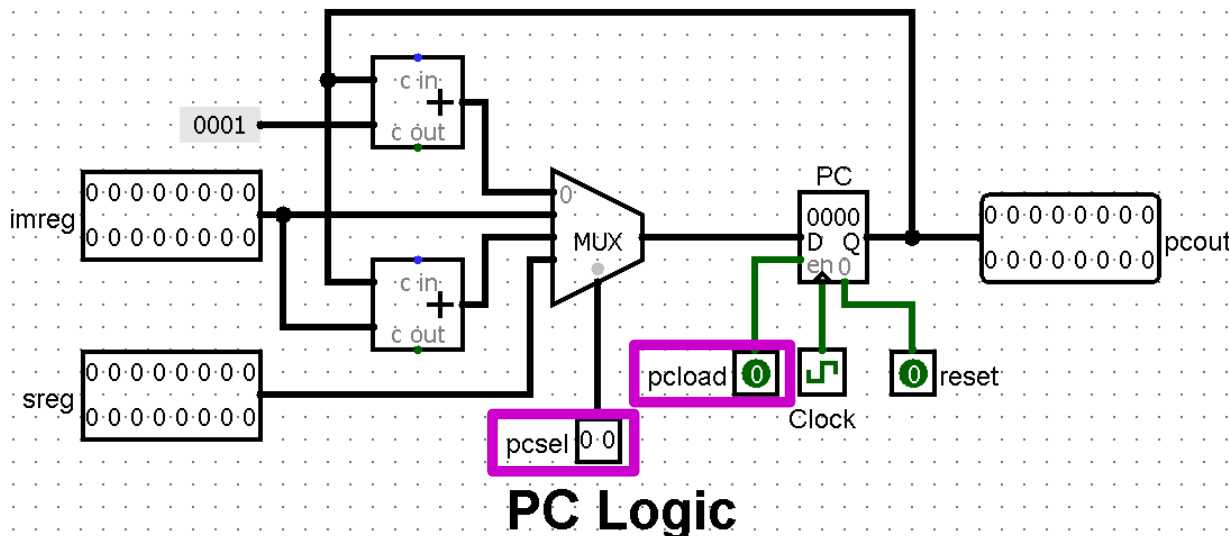 c in
+
0001
c out
PC
0 0 0 0 0 0 0 0
0 0 0 0 0 0 0 0
imreg
0
MUX
0000
D Q
en 0
0 0 0 0 0 0 0 0
0 0 0 0 0 0 0 0
pcout
c in
+
c out
0 0 0 0 0 0 0 0
0 0 0 0 0 0 0 0
sreg
pcload 0
Clock
0 reset
pcsel 0 0
PC Logic